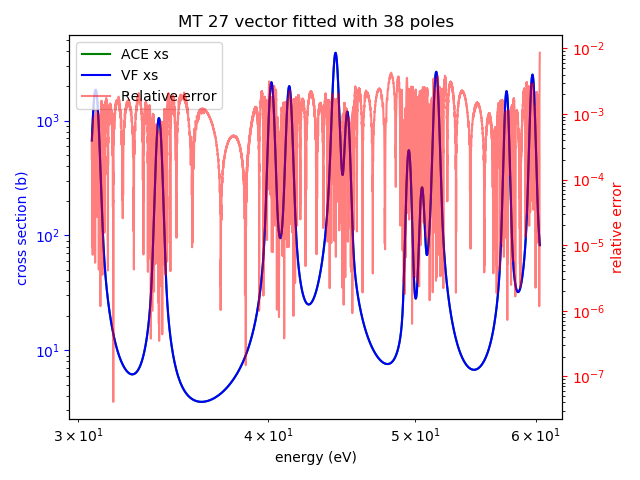 MT 27 vector fitted with 38 poles
ACE xs
VF xs
Relative error
cross section (b)
10³
10²
10¹
10⁻²
10⁻³
10⁻⁴
10⁻⁵
10⁻⁶
10⁻⁷
relative error
3 × 10¹
4 × 10¹
5 × 10¹
6 × 10¹
energy (eV)